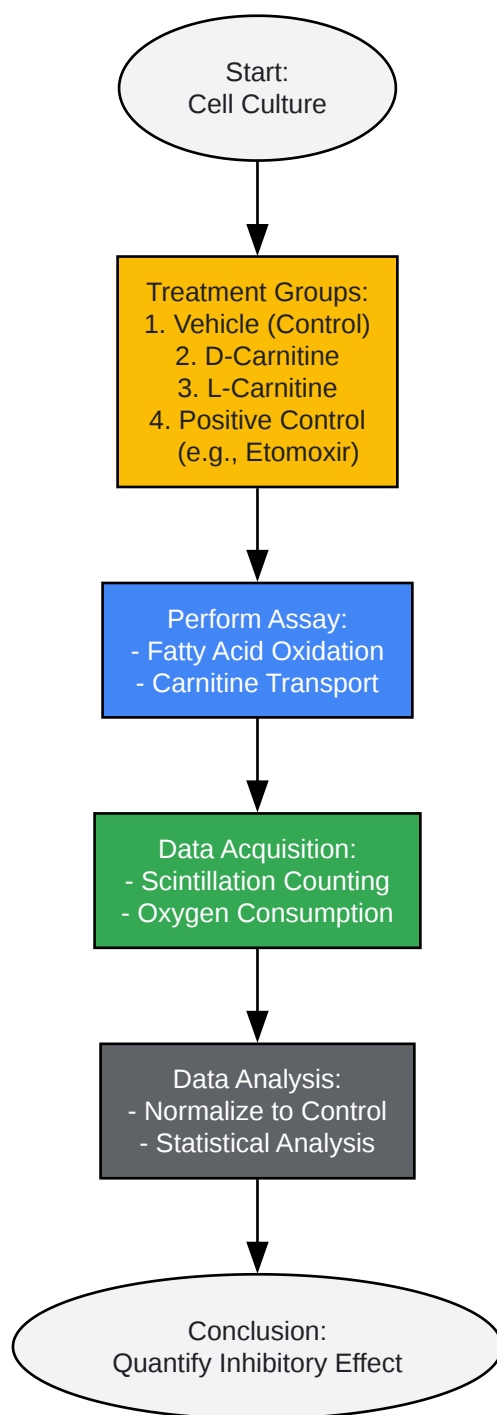 Start:
Cell Culture
Treatment Groups:
1. Vehicle (Control)
2. D-Carnitine
3. L-Carnitine
4. Positive Control
(e.g., Etomoxir)
Perform Assay:
- Fatty Acid Oxidation
- Carnitine Transport
Data Acquisition:
- Scintillation Counting
- Oxygen Consumption
Data Analysis:
- Normalize to Control
- Statistical Analysis
Conclusion:
Quantify Inhibitory Effect